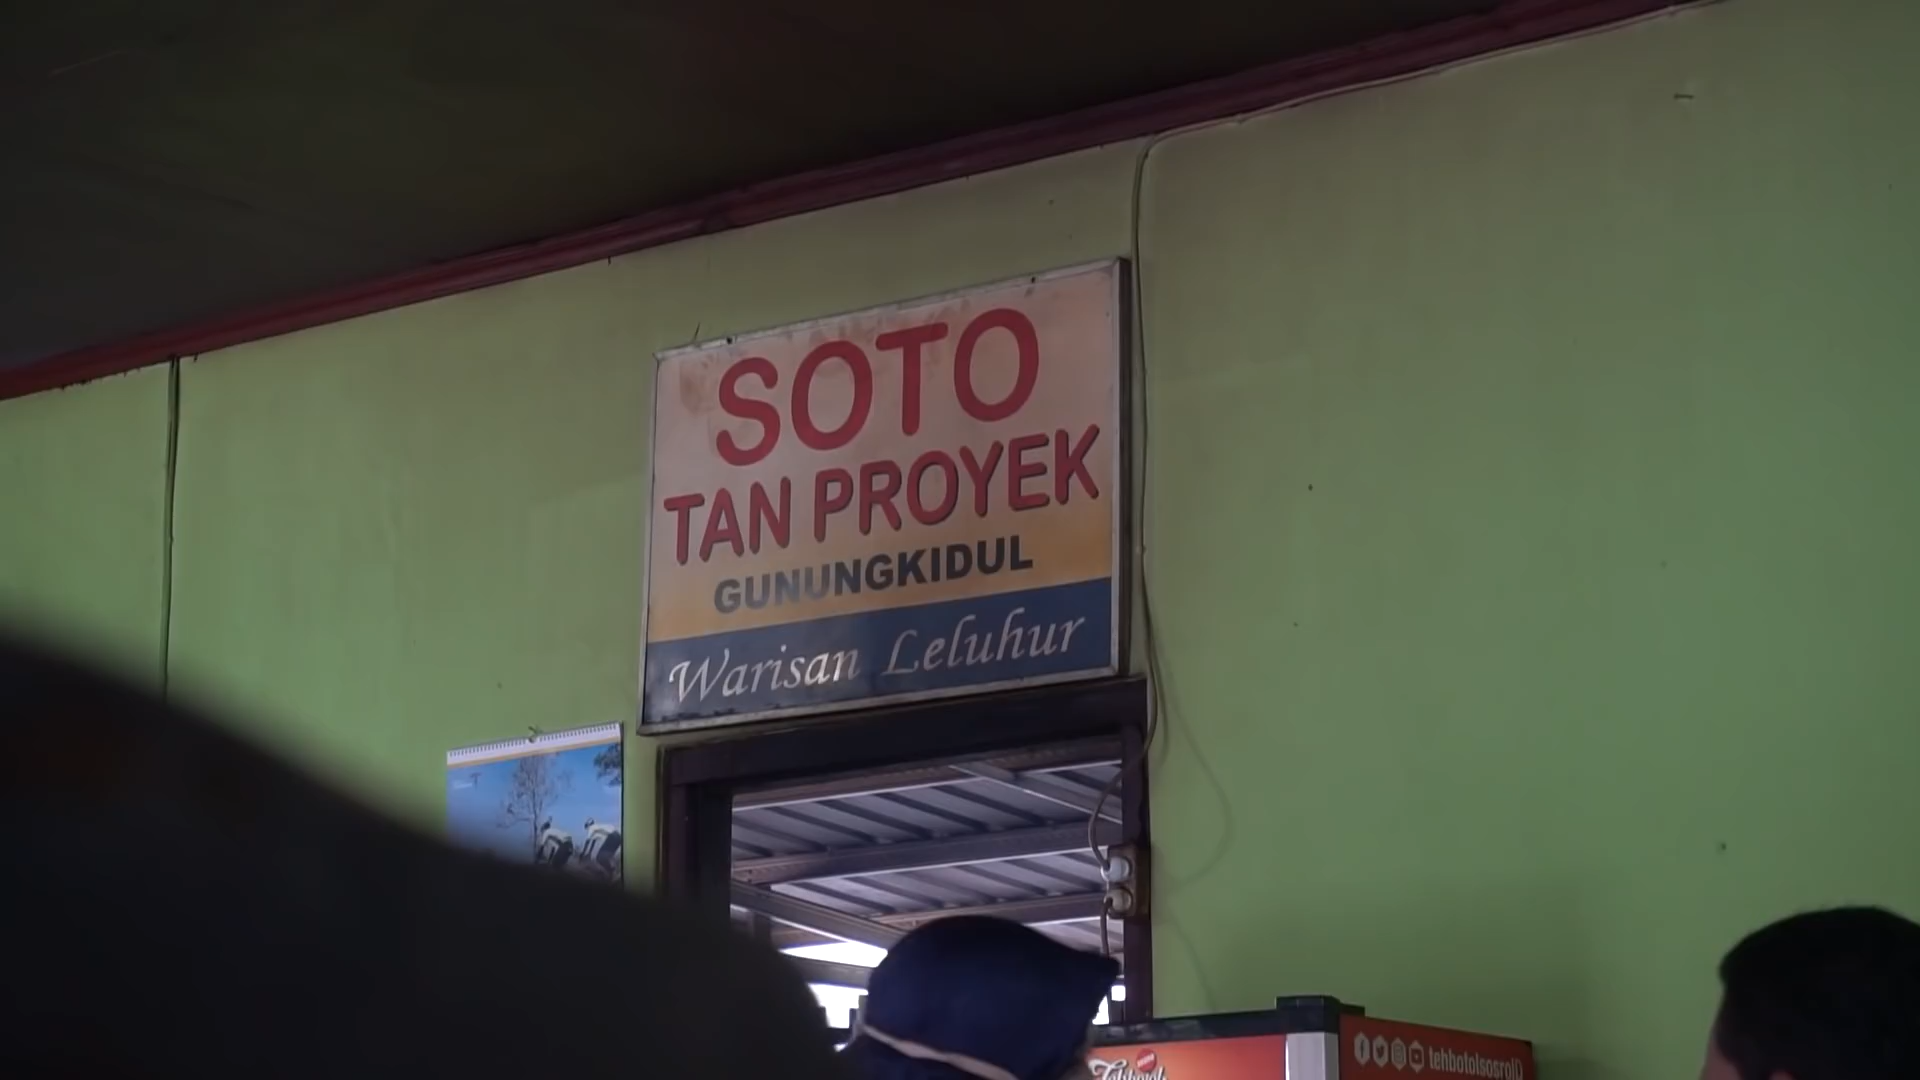 SOTO
TAN PROYEK
GUNUNGKIDUL
Warisan Leluhur
tehbotolsosroID